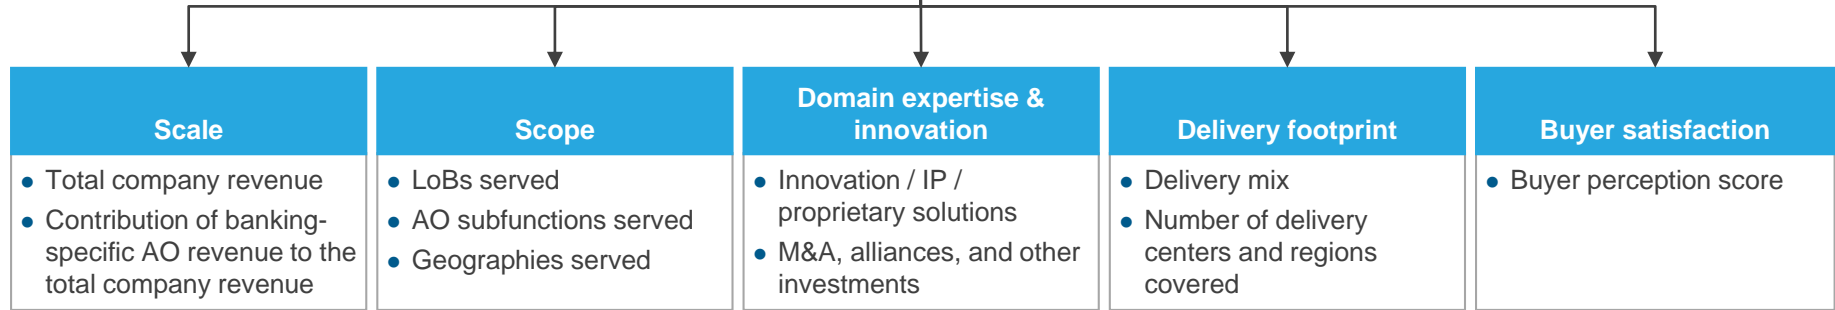 Scale
● Total company revenue
● Contribution of banking-
specific AO revenue to the
total company revenue
Scope
● LoBs served
● AO subfunctions served
● Geographies served
Domain expertise &
innovation
● Innovation / IP /
proprietary solutions
● M&A, alliances, and other
investments
Delivery footprint
● Delivery mix
● Number of delivery
centers and regions
covered
Buyer satisfaction
● Buyer perception score